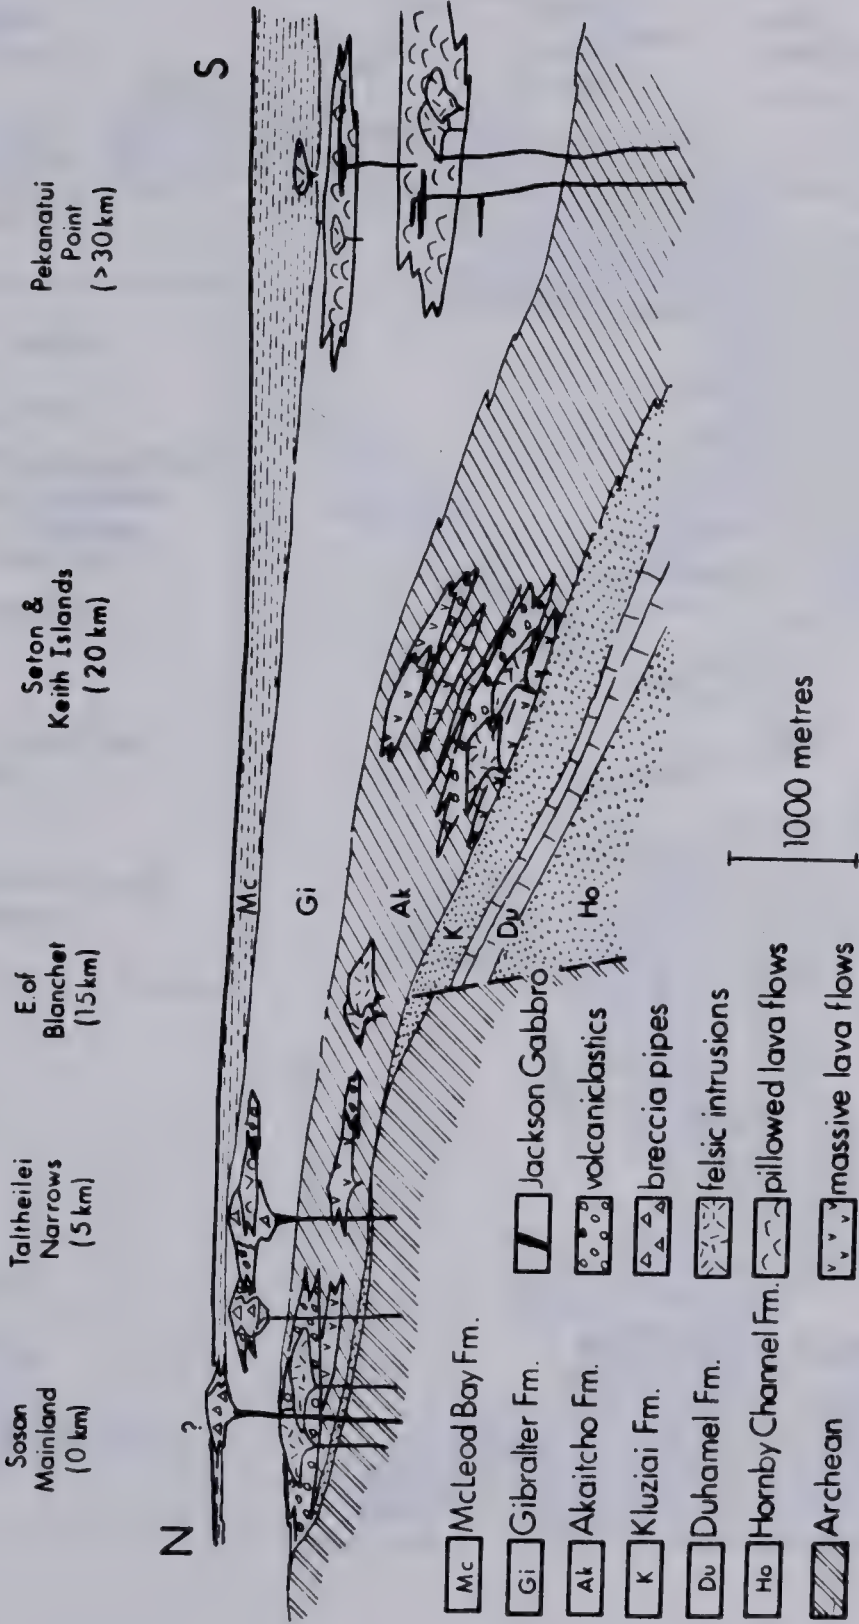 Soson
Mainland
(0 km)
Taltheilei
Narrows
(5 km)
E. of
Blanchet
(15 km)
Seton &
Keith Islands
(20 km)
Pekanatui
Point
(>30 km)
N
S
?
Mc
Gi
Ak
K
Du
Ho
Mc McLeod Bay Fm.
Gi Gibralter Fm.
Ak Akaitcho Fm.
K Kluziai Fm.
Du Duhamel Fm.
Ho Hornby Channel Fm.
Archean
Jackson Gabbro
volcaniclastics
breccia pipes
felsic intrusions
pillowed lava flows
massive lava flows
1000 metres